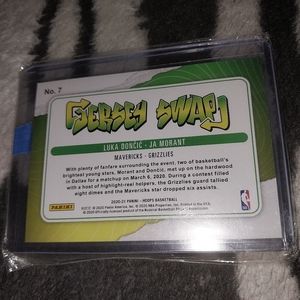 No. 7
JERSEY SWAP
LUKA DONČIĆ - JA MORANT
MAVERICKS - GRIZZLIES
With plenty of fanfare surrounding the event, two of basketball's
brightest young stars, Morant and Dončić, met up on the hardwood
in Dallas for a matchup on March 6, 2020. During a contest filled
with a host of highlight-reel helpers, the Grizzlies guard tallied
eight dimes and the Mavericks star dropped six assists.
PANINI
2020-21 PANINI - HOOPS BASKETBALL